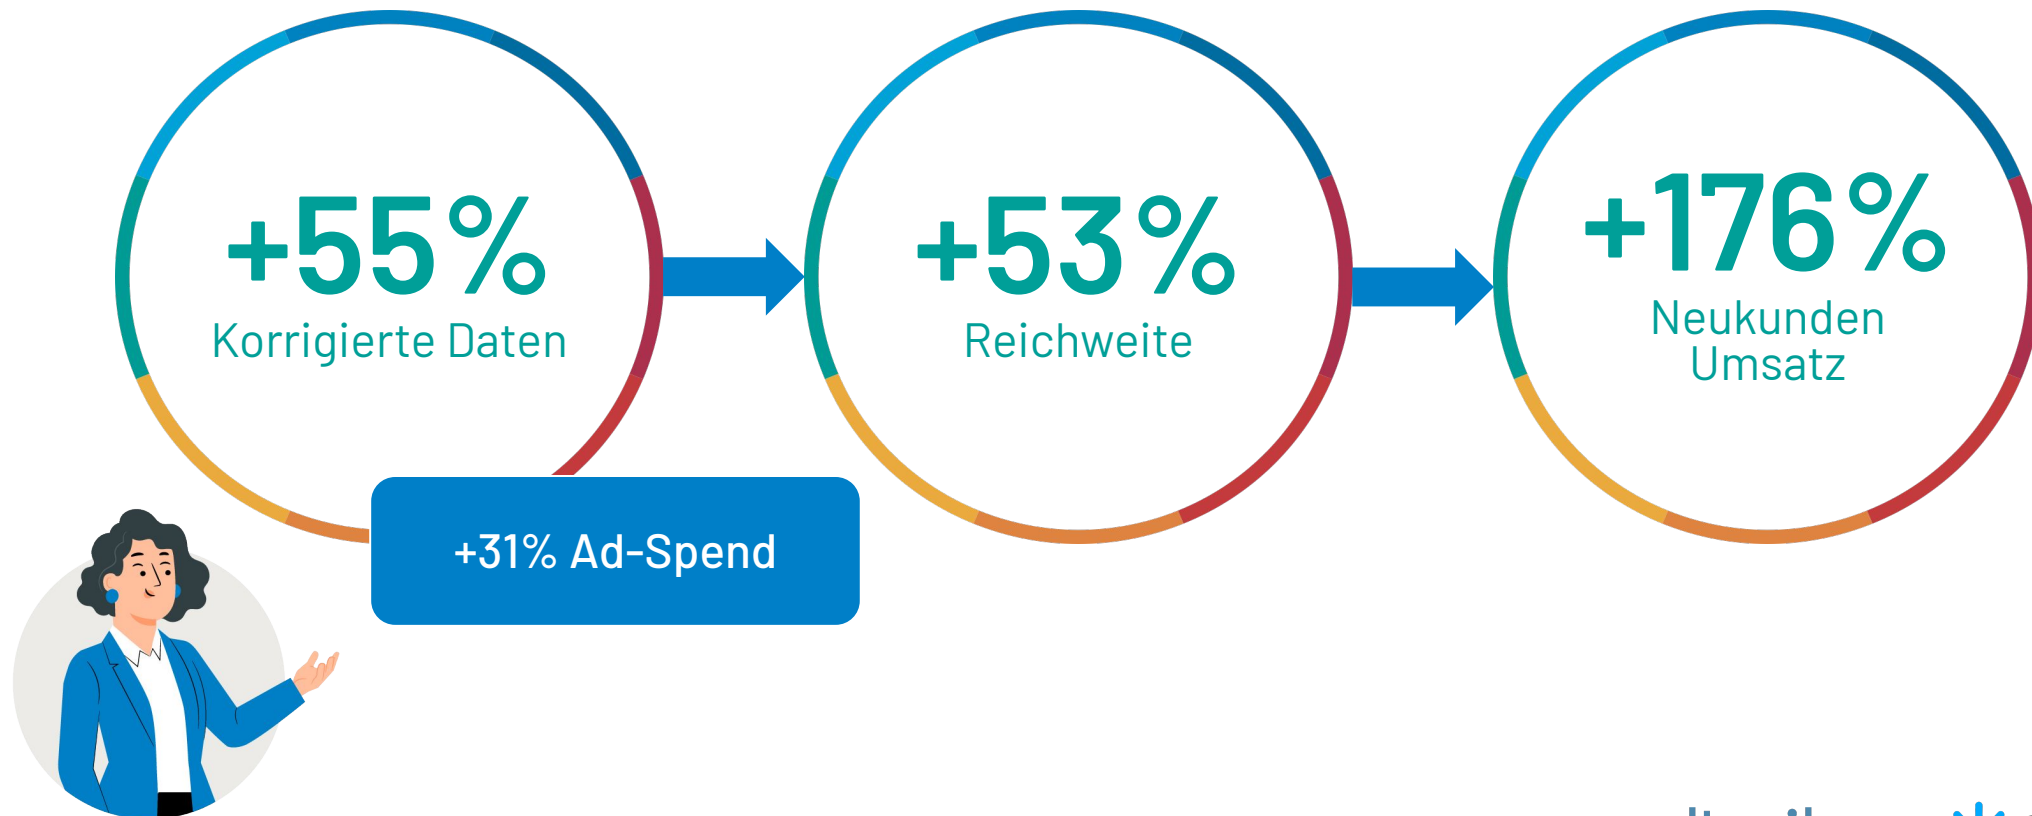 +55%
Korrigierte Daten
+53%
Reichweite
+176%
Neukunden
Umsatz
+31% Ad-Spend